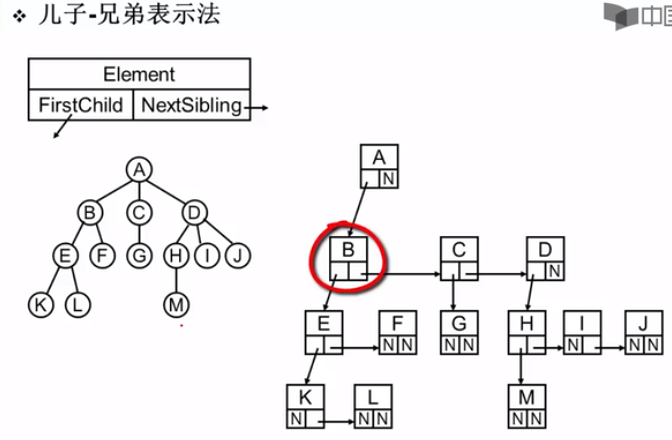 ❖ 儿子-兄弟表示法
中国
Element
FirstChild NextSibling
A
B C D
E F G H I J
K L M
A
N
B C D
N
E F G H I J
N N N N N N N
K L M
N N N N N